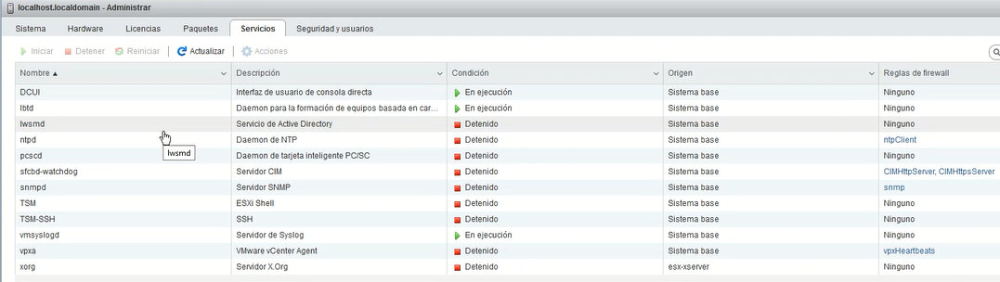 localhost.localdomain - Administrar
Sistema Hardware Licencias Paquetes Servicios Seguridad y usuarios
Iniciar Detener Reiniciar Actualizar Acciones
Nombre Descripción Condición Origen Reglas de firewall
DCUI Interfaz de usuario de consola directa En ejecución Sistema base Ninguno
lbtd Daemon para la formación de equipos basada en car... En ejecución Sistema base Ninguno
lwsmd Servicio de Active Directory Detenido Sistema base Ninguno
ntpd Daemon de NTP Detenido Sistema base ntpClient
pcscd Daemon de tarjeta inteligente PC/SC Detenido Sistema base Ninguno
lwsmd
sfcbd-watchdog Servidor CIM Detenido Sistema base CIMHttpServer, CIMHttpsServer
snmpd Servidor SNMP Detenido Sistema base snmp
TSM ESXi Shell Detenido Sistema base Ninguno
TSM-SSH SSH Detenido Sistema base Ninguno
vmsyslogd Servidor de Syslog En ejecución Sistema base Ninguno
vpxa VMware vCenter Agent Detenido Sistema base vpxHeartbeats
xorg Servidor X.Org Detenido esx-xserver Ninguno